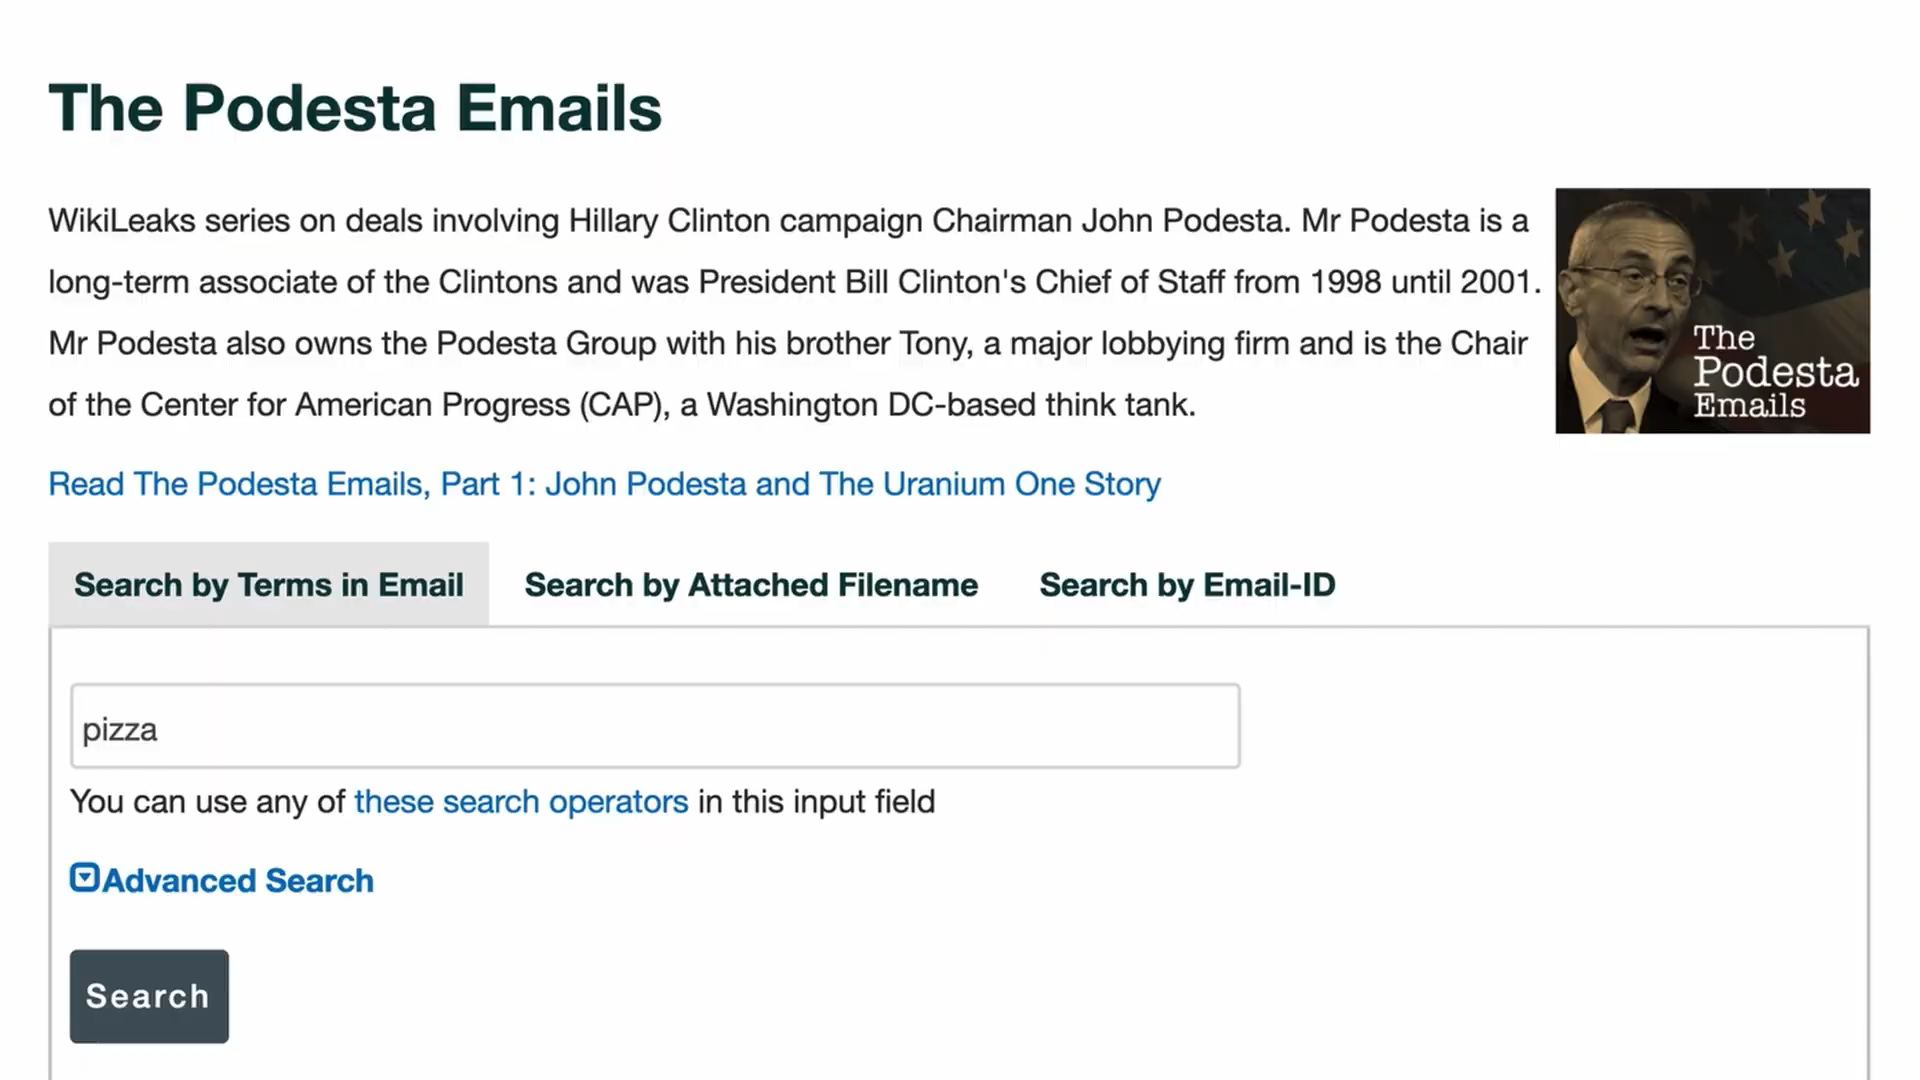 The Podesta Emails
WikiLeaks series on deals involving Hillary Clinton campaign Chairman John Podesta. Mr Podesta is a
long-term associate of the Clintons and was President Bill Clinton's Chief of Staff from 1998 until 2001.
Mr Podesta also owns the Podesta Group with his brother Tony, a major lobbying firm and is the Chair
of the Center for American Progress (CAP), a Washington DC-based think tank.
The
Podesta
Emails
Read The Podesta Emails, Part 1: John Podesta and The Uranium One Story
Search by Terms in Email Search by Attached Filename Search by Email-ID
pizza
You can use any of these search operators in this input field
Advanced Search
Search